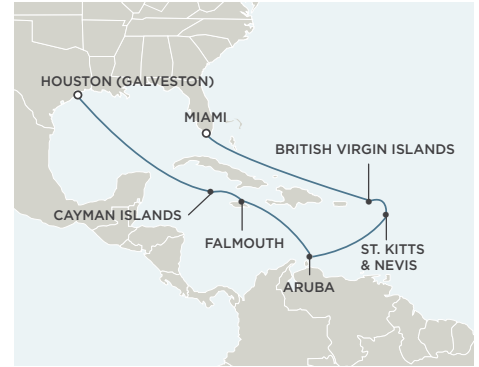 HOUSTON (GALVESTON)
MIAMI
BRITISH VIRGIN ISLANDS
CAYMAN ISLANDS
FALMOUTH
ST. KITTS
& NEVIS
ARUBA